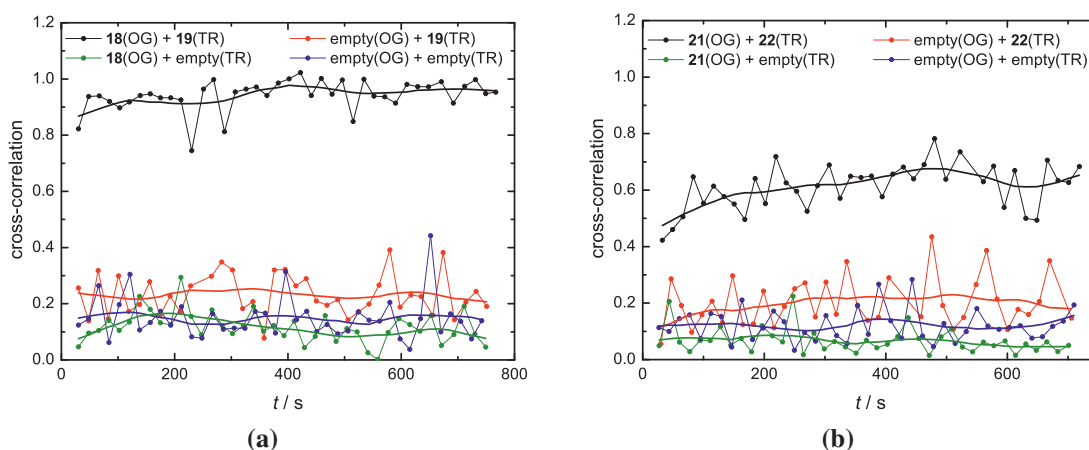 18(OG) + 19(TR) empty(OG) + 19(TR)
18(OG) + empty(TR) empty(OG) + empty(TR)
1.2
1.0
0.8
0.6
0.4
0.2
0.0
cross-correlation
0 200 400 600 800
t / s
(a)
21(OG) + 22(TR) empty(OG) + 22(TR)
21(OG) + empty(TR) empty(OG) + empty(TR)
1.2
1.0
0.8
0.6
0.4
0.2
0.0
cross-correlation
0 200 400 600
t / s
(b)